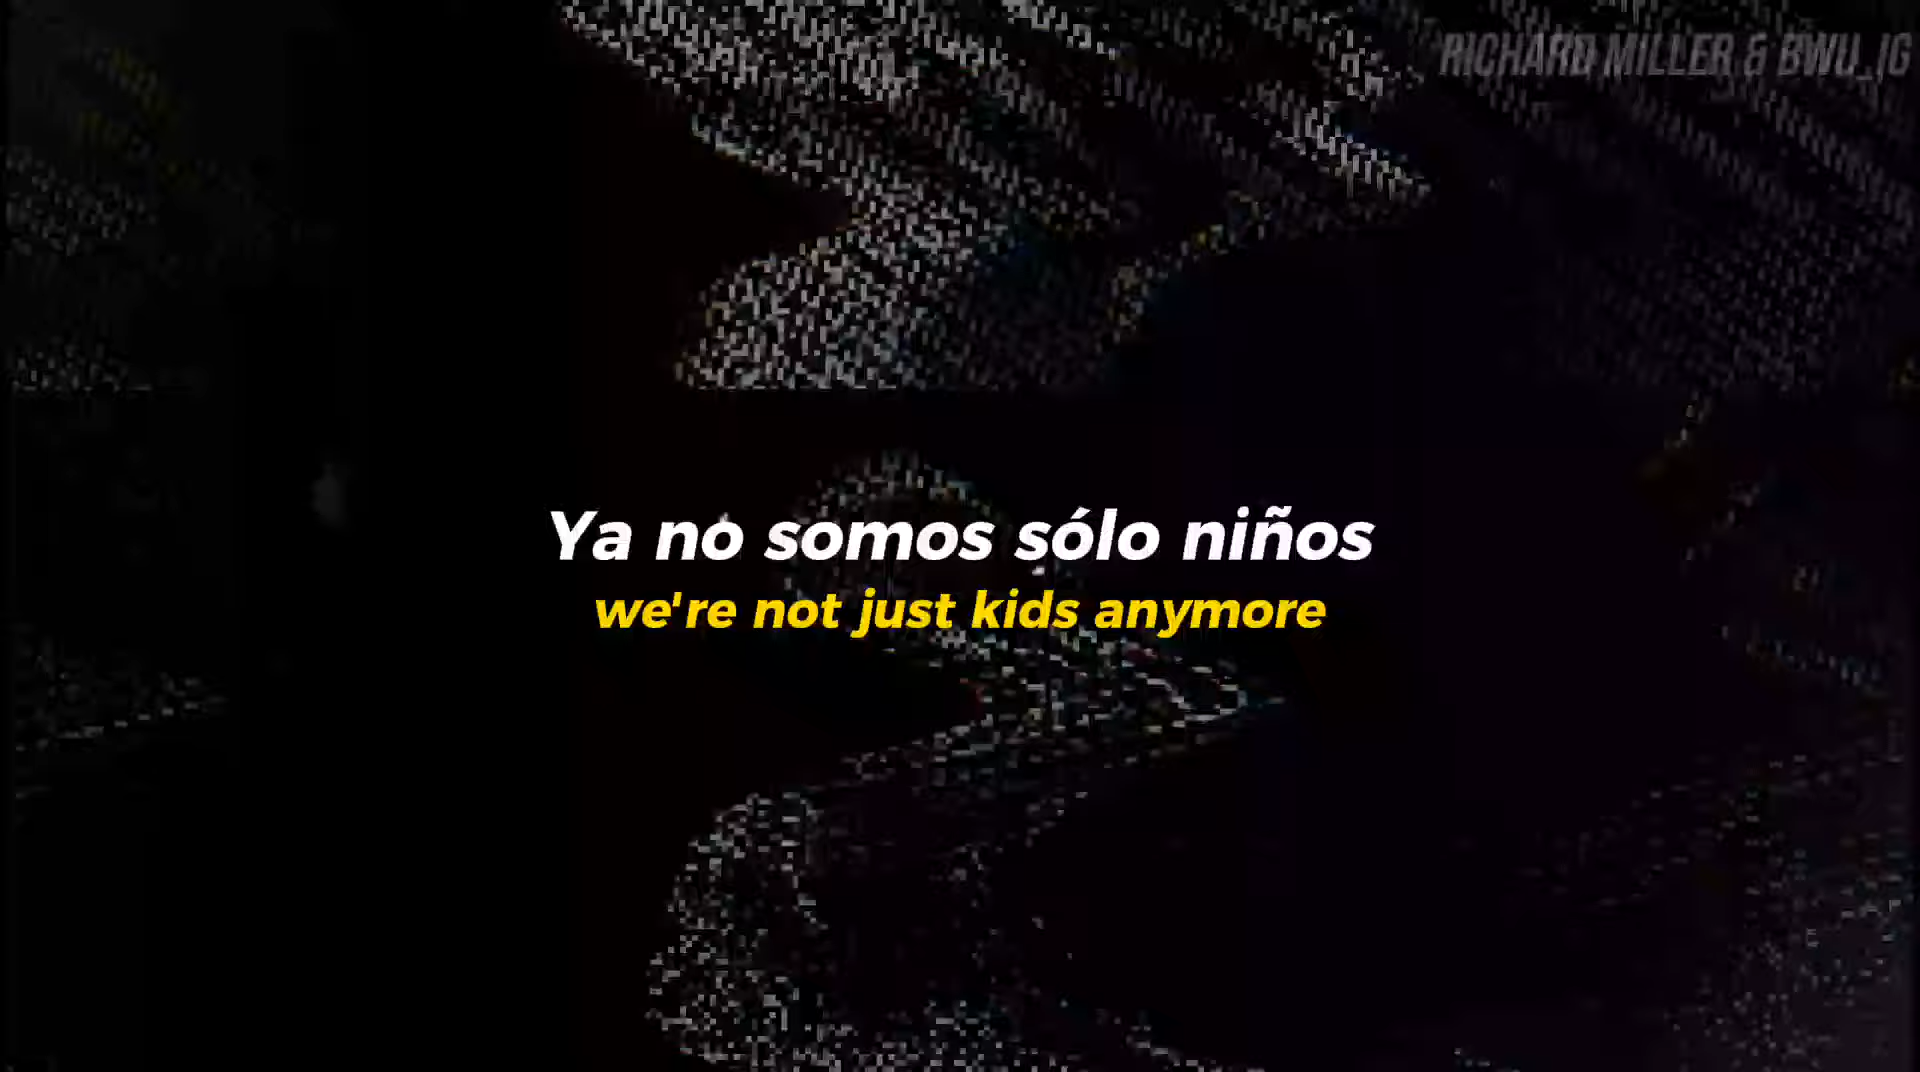 RICHARD MILLER & BWU_IG
Ya no somos sólo niños
we're not just kids anymore